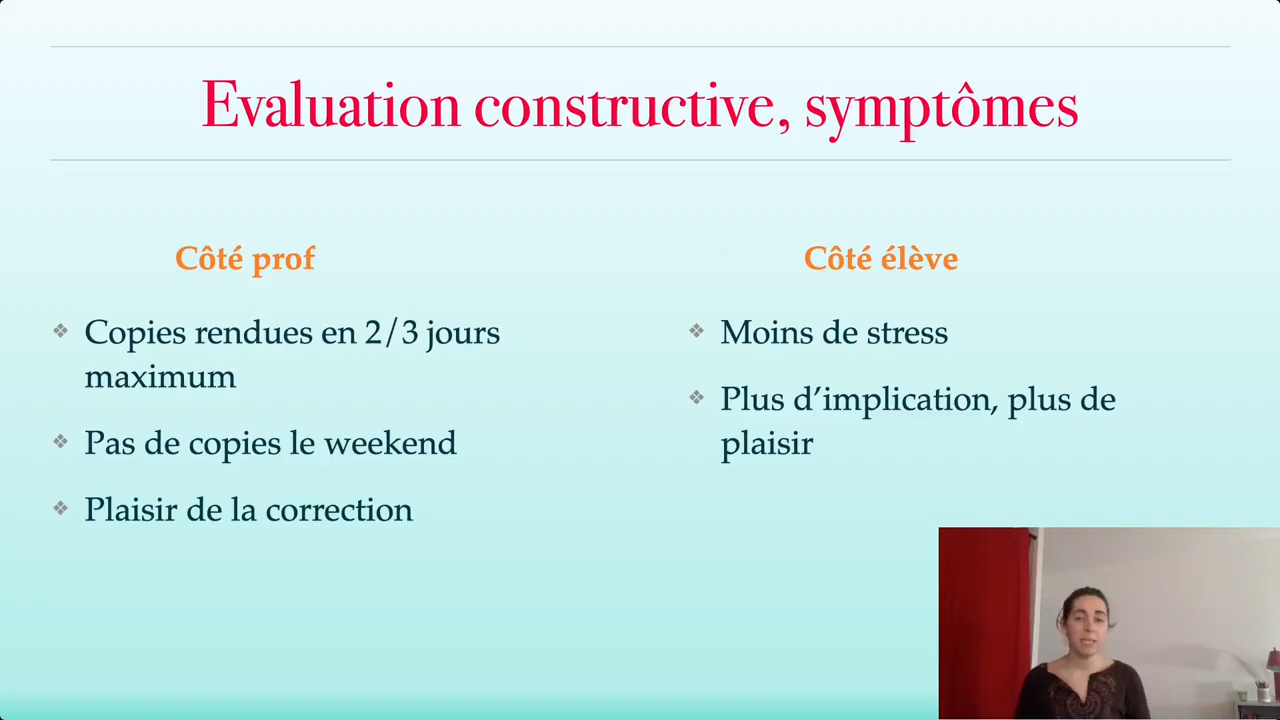 Evaluation constructive, symptômes
Côté prof
Copies rendues en 2/3 jours
maximum
Pas de copies le weekend
Plaisir de la correction
Côté élève
Moins de stress
Plus d’implication, plus de
plaisir